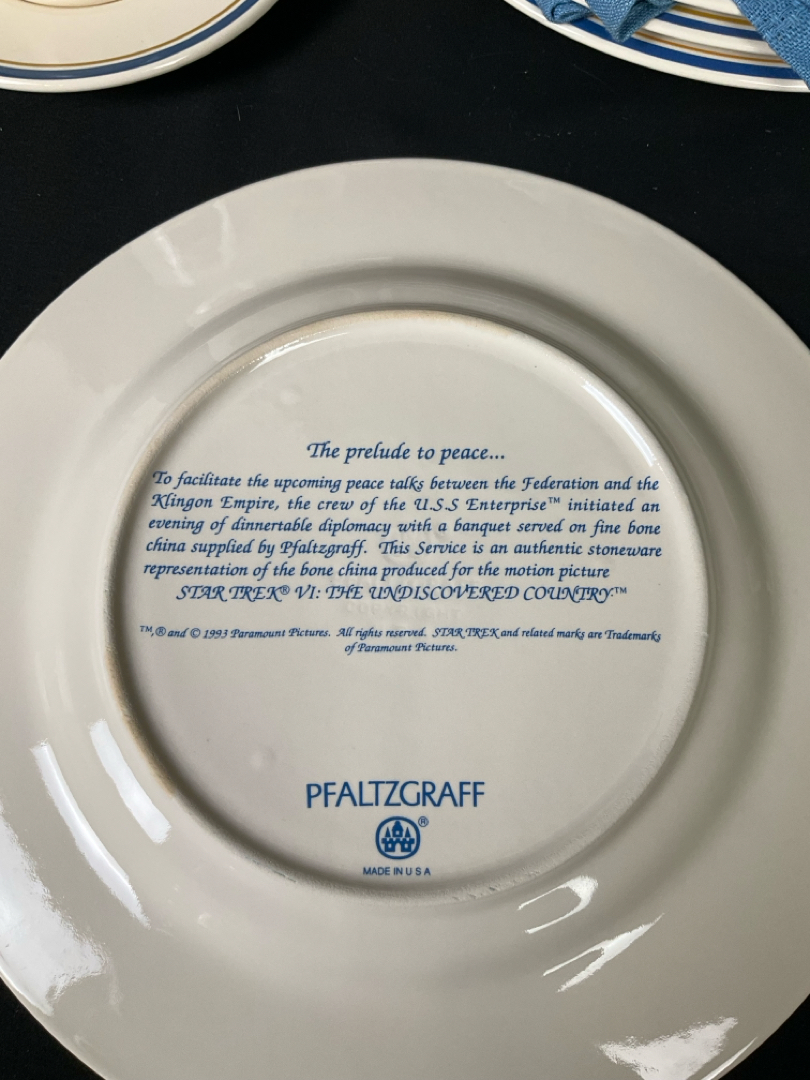 The prelude to peace...
To facilitate the upcoming peace talks between the Federation and the
Klingon Empire, the crew of the U.S.S Enterprise™ initiated an
evening of dinnertable diplomacy with a banquet served on fine bone
china supplied by Pfaltzgraff. This Service is an authentic stoneware
representation of the bone china produced for the motion picture
STAR TREK® VI: THE UNDISCOVERED COUNTRY.™
™,® and © 1993 Paramount Pictures. All rights reserved. STAR TREK and related marks are Trademarks
of Paramount Pictures.
PFALTZGRAFF
®
MADE IN U S A